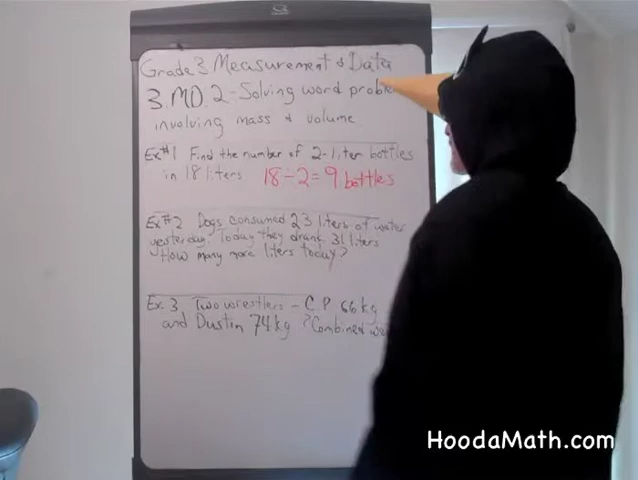 Grade 3 Measurement & Data
3.MD.2 - Solving word proble
involving mass & volume
Ex#1 Find the number of 2-liter bottles
in 18 liters 18 ÷ 2 = 9 bottles
Ex#2 Dogs consumed 23 liters of water
yesterday. Today they drank 31 liters
How many more liters today?
Ex. 3 Two wrestlers - C.P. 66 kg
and Dustin 74 kg ? Combined we
HoodaMath.com